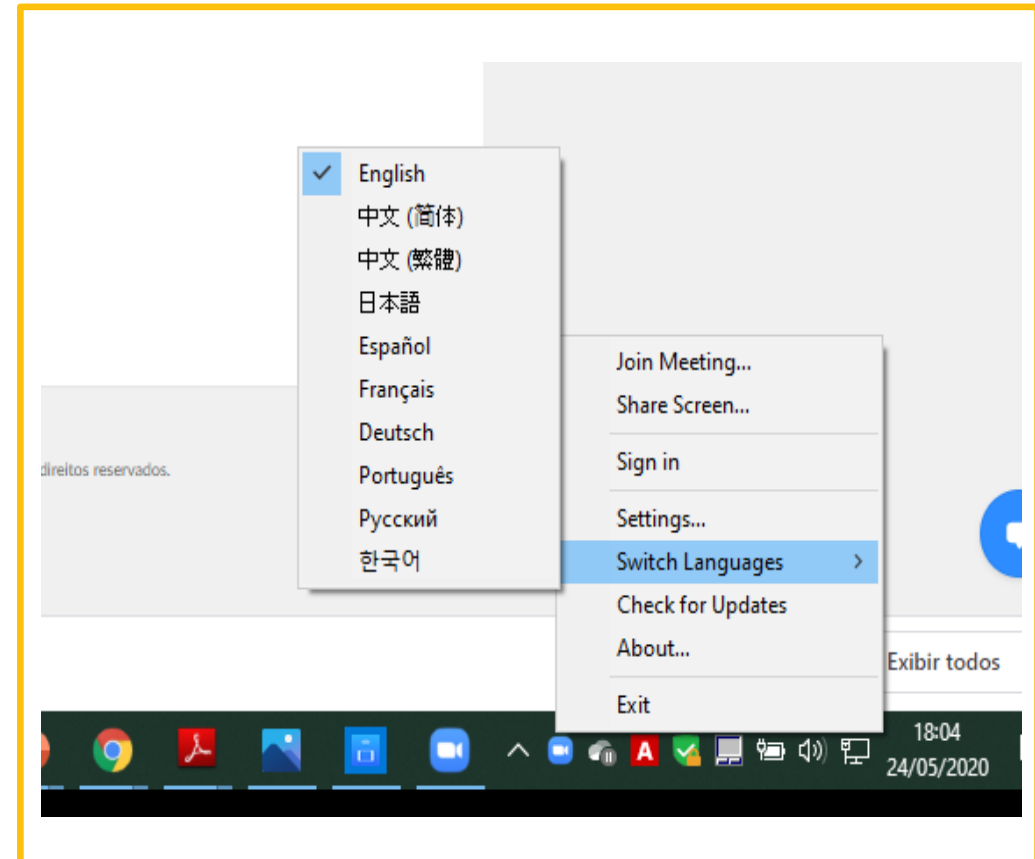 English
中文 (简体)
中文 (繁體)
日本語
Español
Français
Deutsch
Português
Русский
한국어
Join Meeting...
Share Screen...
Sign in
Settings...
Switch Languages
Check for Updates
About...
Exit
direitos reservados.
Exibir todos
A
18:04
24/05/2020